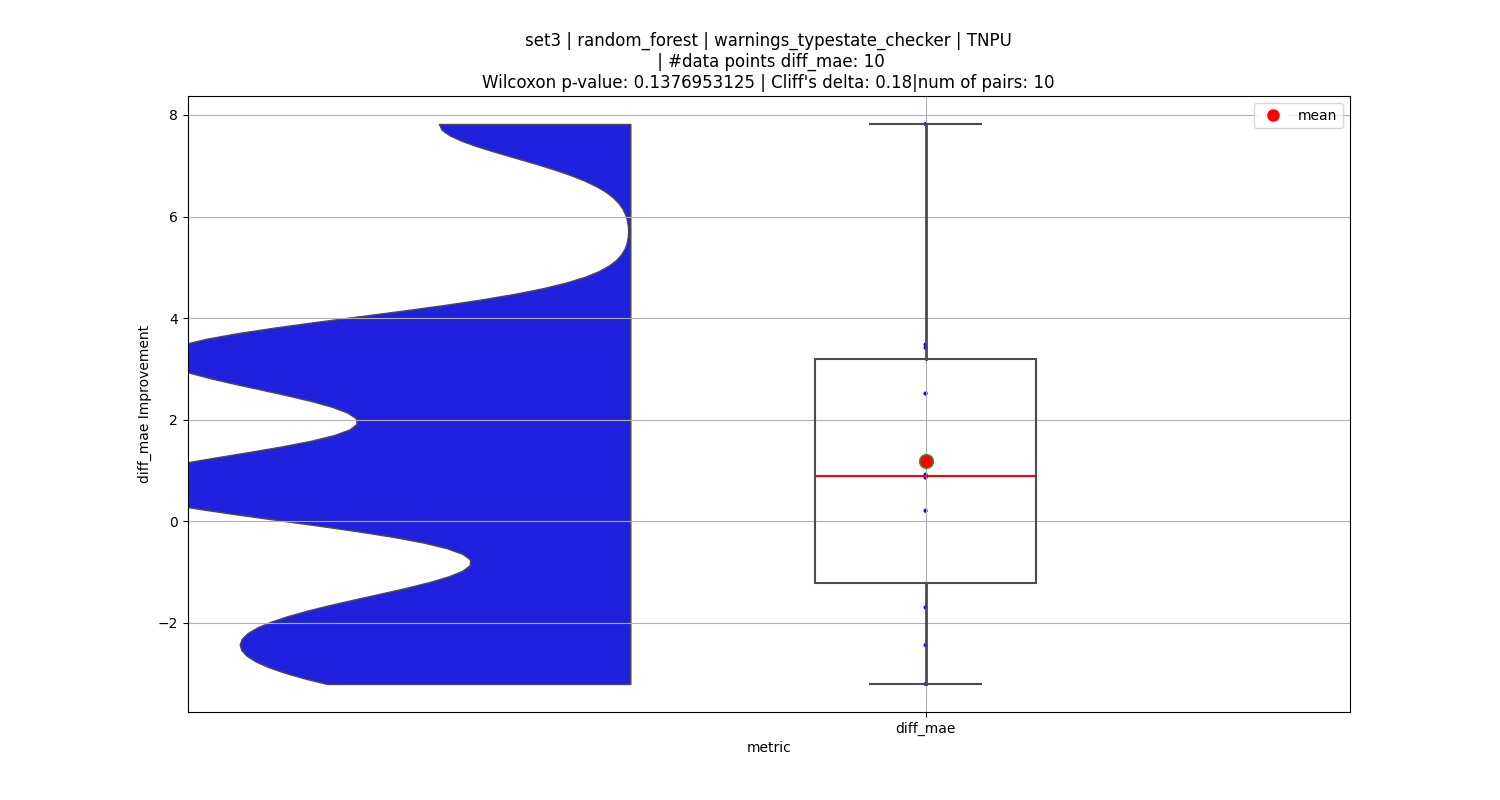 set3 | random_forest | warnings_typestate_checker | TNPU
| #data points diff_mae: 10
Wilcoxon p-value: 0.1376953125 | Cliff's delta: 0.18|num of pairs: 10
8
mean
6
4
diff_mae Improvement
2
0
−2
diff_mae
metric